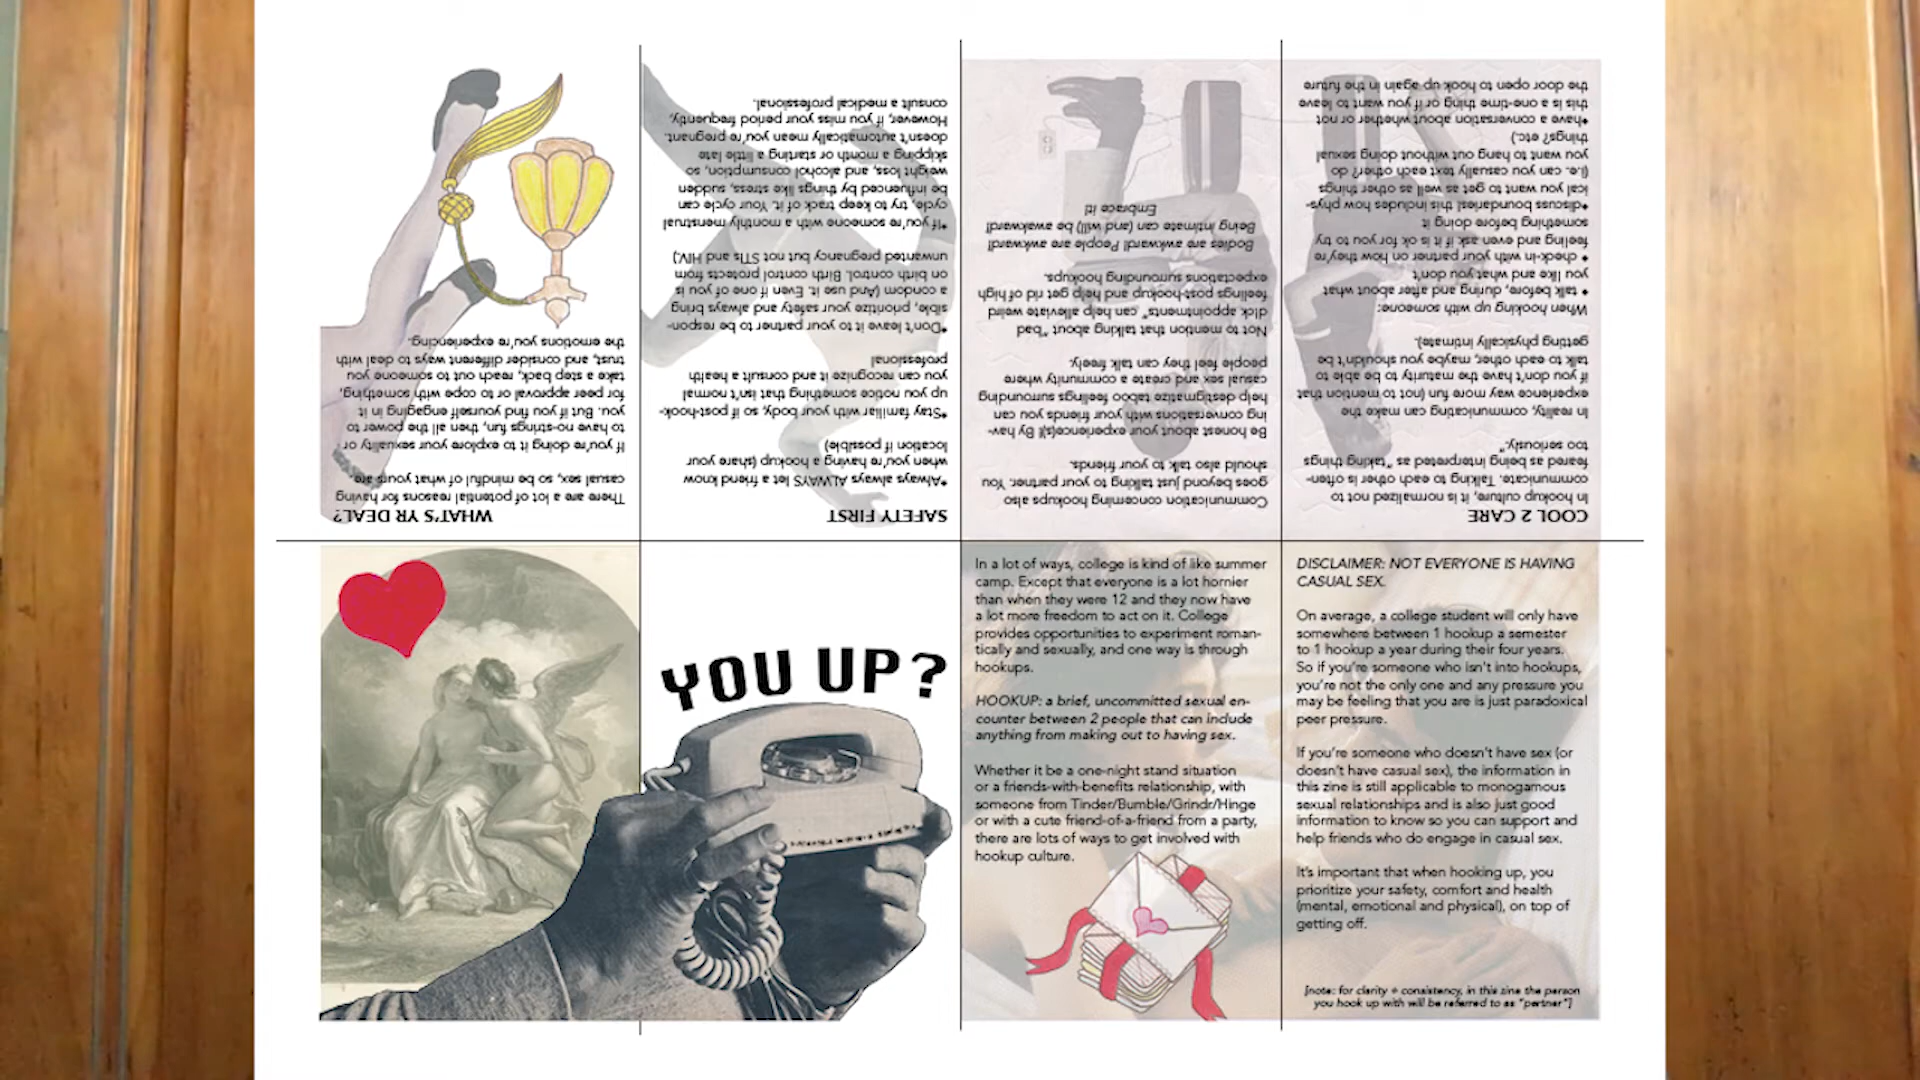 WHAT'S YR DEAL?
There are a lot of potential reasons for having
casual sex, so be mindful of what yours are.
If you're doing it to explore your sexuality or
to have no-strings fun, then all the power to
you. But if you find yourself engaging in it
for peer approval or to cope with something,
take a step back, reach out to someone you
trust, and consider different ways to deal with
the emotions you're experiencing.
SAFETY FIRST
*Always always ALWAYS let a friend know
when you're having a hookup (share your
location if possible)
*Stay familiar with your body, so if post-hook-
up you notice something that isn't normal
you can recognize it and consult a health
professional
*Don't leave it to your partner to be respon-
sible, prioritize your safety and always bring
a condom (And use it. Even if one of you is
on birth control. Birth control protects from
unwanted pregnancy but not STIs and HIV.)
*If you're someone with a monthly menstrual
cycle, try to keep track of it. Your cycle can
be influenced by things like stress, sudden
weight loss, and alcohol consumption, so
skipping a month or starting a little late
doesn't automatically mean you're pregnant.
However, if you miss your period frequently,
consult a medical professional.
Communication concerning hookups also
goes beyond just talking to your partner. You
should also talk to your friends.
Be honest about your experience(s)! By hav-
ing conversations with your friends you can
help destigmatize taboo feelings surrounding
casual sex and create a community where
people feel they can talk freely.
Not to mention that talking about "bad
dick appointments" can help alleviate weird
feelings post-hookup and help get rid of high
expectations surrounding hookups.
Bodies are awkward! People are awkward!
Being intimate can (and will) be awakward!
Embrace it!
COOL 2 CARE
In hookup culture, it is normalized not to
communicate. Talking to each other is often-
feared as being interpreted as "taking things
too seriously."
In reality, communicating can make the
experience way more fun (not to mention that
if you don't have the maturity to be able to
talk to each other, maybe you shouldn't be
getting physically intimate).
When hooking up with someone:
* talk before, during and after about what
you like and what you don't
* check-in with your partner on how they're
feeling and even ask if it is ok for you to try
something before doing it
*discuss boundaries! this includes how phys-
ical you want to get as well as other things
(i.e. can you casually text each other? do
you want to hang out without doing sexual
things? etc.)
*have a conversation about whether or not
this is a one-time thing or if you want to leave
the door open to hook up again in the future
YOU UP?
In a lot of ways, college is kind of like summer
camp. Except that everyone is a lot hornier
than when they were 12 and they now have
a lot more freedom to act on it. College
provides opportunities to experiment roman-
tically and sexually, and one way is through
hookups.
HOOKUP: a brief, uncommitted sexual en-
counter between 2 people that can include
anything from making out to having sex.
Whether it be a one-night stand situation
or a friends-with-benefits relationship, with
someone from Tinder/Bumble/Grindr/Hinge
or with a cute friend-of-a-friend from a party,
there are lots of ways to get involved with
hookup culture.
DISCLAIMER: NOT EVERYONE IS HAVING
CASUAL SEX.
On average, a college student will only have
somewhere between 1 hookup a semester
to 1 hookup a year during their four years.
So if you're someone who isn't into hookups,
you're not the only one and any pressure you
may be feeling that you are is just paradoxical
peer pressure.
If you're someone who doesn't have sex (or
doesn't have casual sex), the information in
this zine is still applicable to monogamous
sexual relationships and is also just good
information to know so you can support and
help friends who do engage in casual sex.
It's important that when hooking up, you
prioritize your safety, comfort and health
(mental, emotional and physical), on top of
getting off.
[note: for clarity + consistency, in this zine the person
you hook up with will be referred to as "partner"]